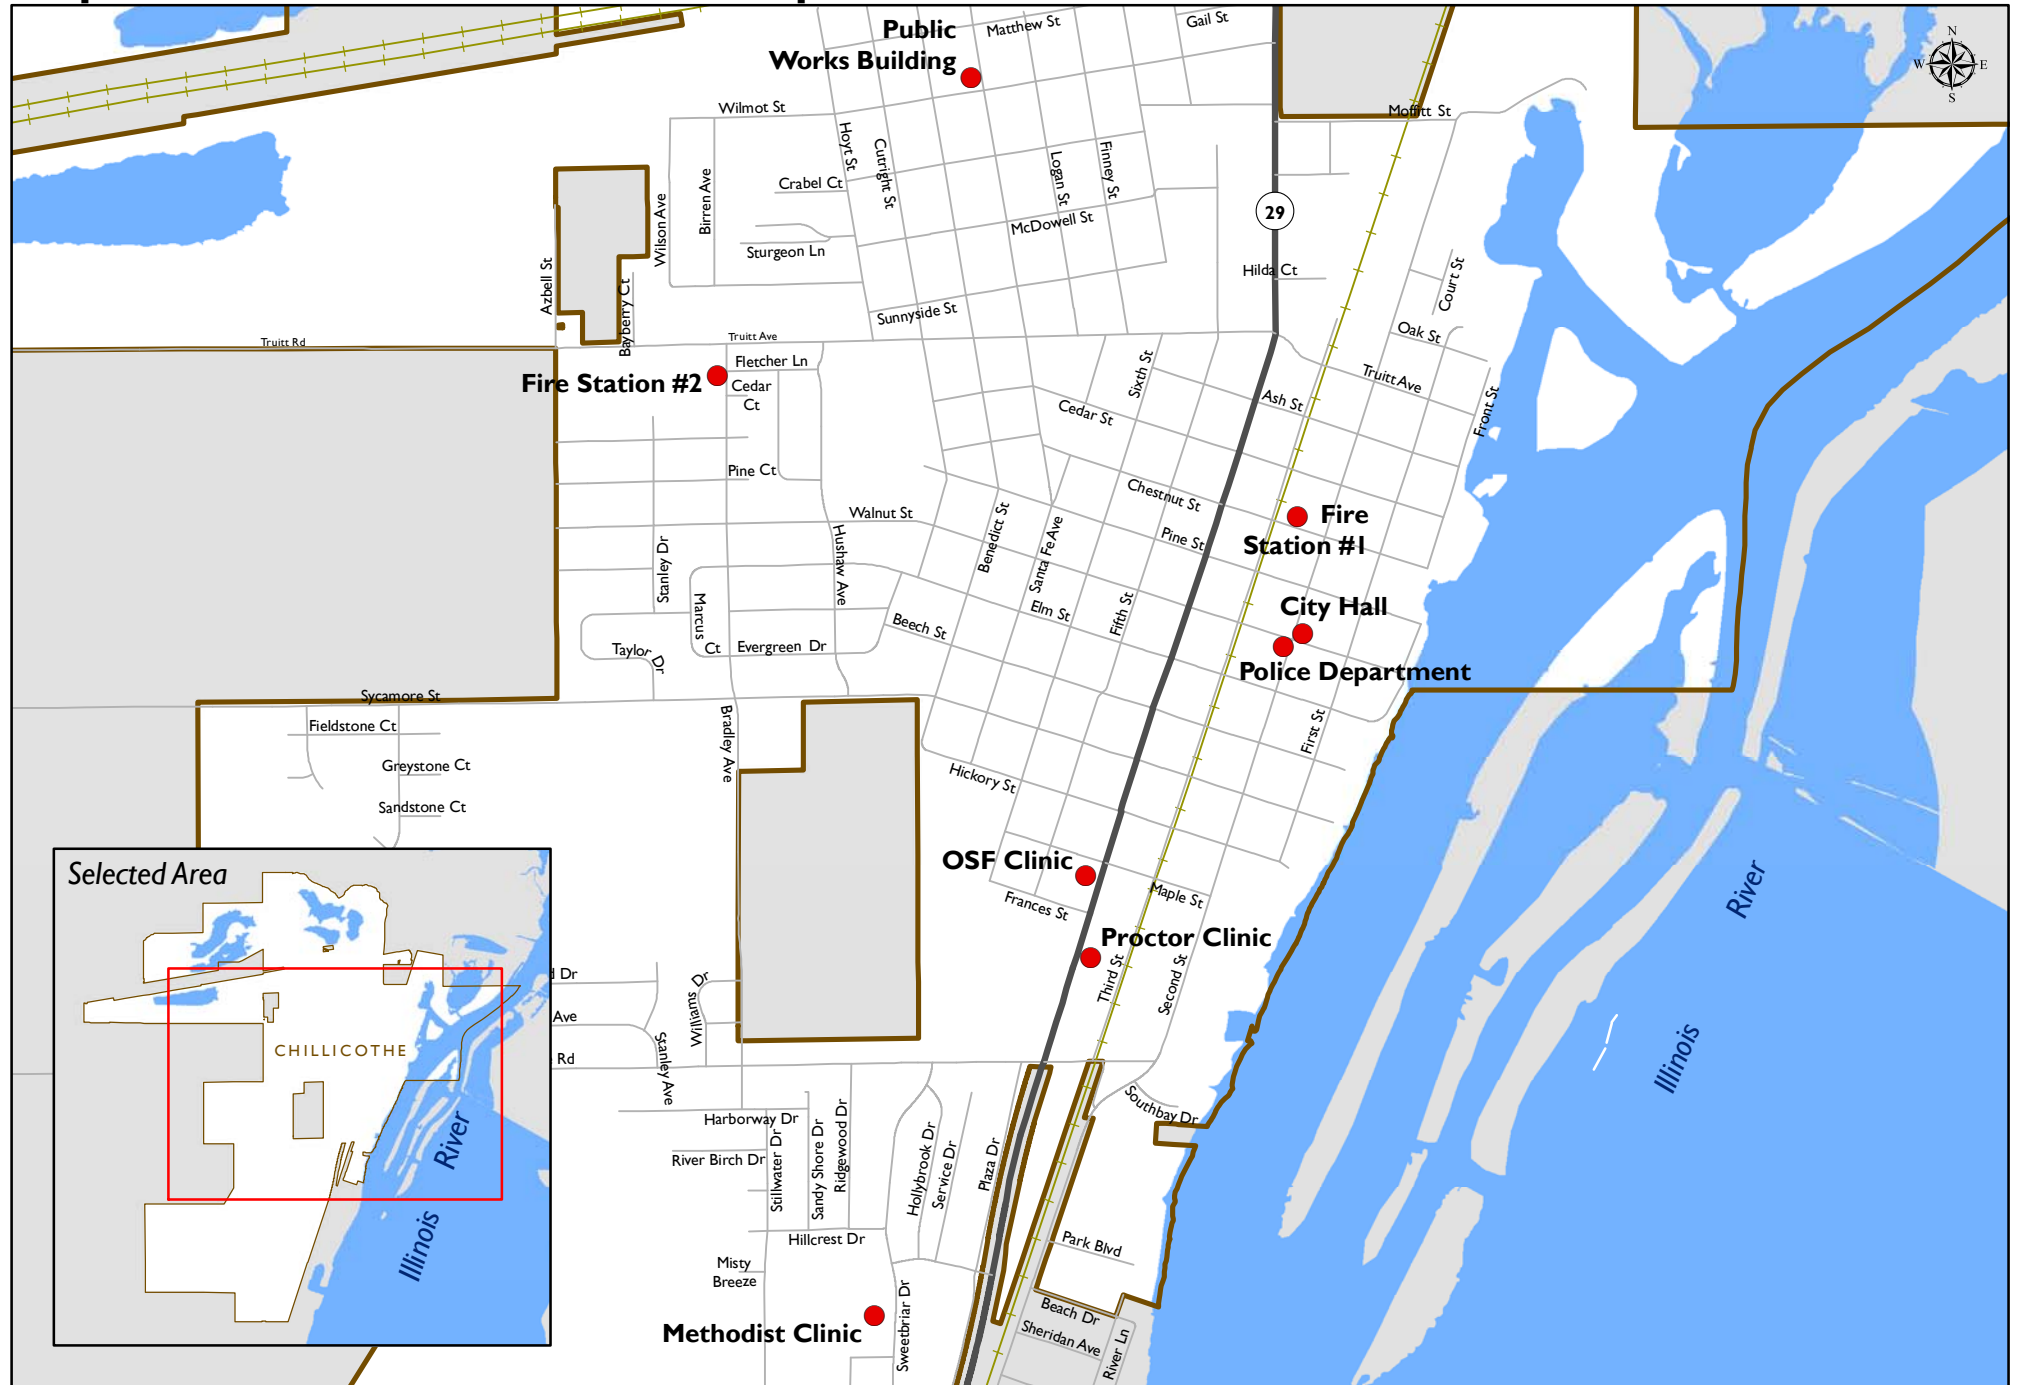 Public
Works Building
Matthew St
Gail St
N
W
E
S
Wilmot St
Moffitt St
Hoyt St
Cutright St
Logan St
Finney St
Crabel Ct
Birren Ave
Wilson Ave
McDowell St
29
Sturgeon Ln
Hilda Ct
Court St
Azbell St
Bayberry Ct
Sunnyside St
Oak St
Truitt Rd
Truitt Ave
Fletcher Ln
Fire Station #2
Cedar
Ct
Sixth St
Truitt Ave
Cedar St
Ash St
Front St
Pine Ct
Chestnut St
Walnut St
Benedict St
Santa Fe Ave
Pine St
Fire
Station #1
Stanley Dr
Hushaw Ave
Marcus
Ct
Elm St
Fifth St
City Hall
Beech St
Taylor Dr
Evergreen Dr
Police Department
Sycamore St
Fieldstone Ct
Bradley Ave
First St
Greystone Ct
Hickory St
Sandstone Ct
Selected Area
OSF Clinic
Maple St
Frances St
River
Proctor Clinic
d Dr
Williams Dr
Third St
Second St
Ave
CHILLICOTHE
Stanley Ave
Rd
Illinois
Harborway Dr
Southbay Dr
River Birch Dr
Stillwater Dr
Sandy Shore Dr
Ridgewood Dr
Hollybrook Dr
Service Dr
Plaza Dr
River
Illinois
Hillcrest Dr
Park Blvd
Misty
Breeze
Sweetbriar Dr
Beach Dr
Methodist Clinic
Sheridan Ave
River Ln